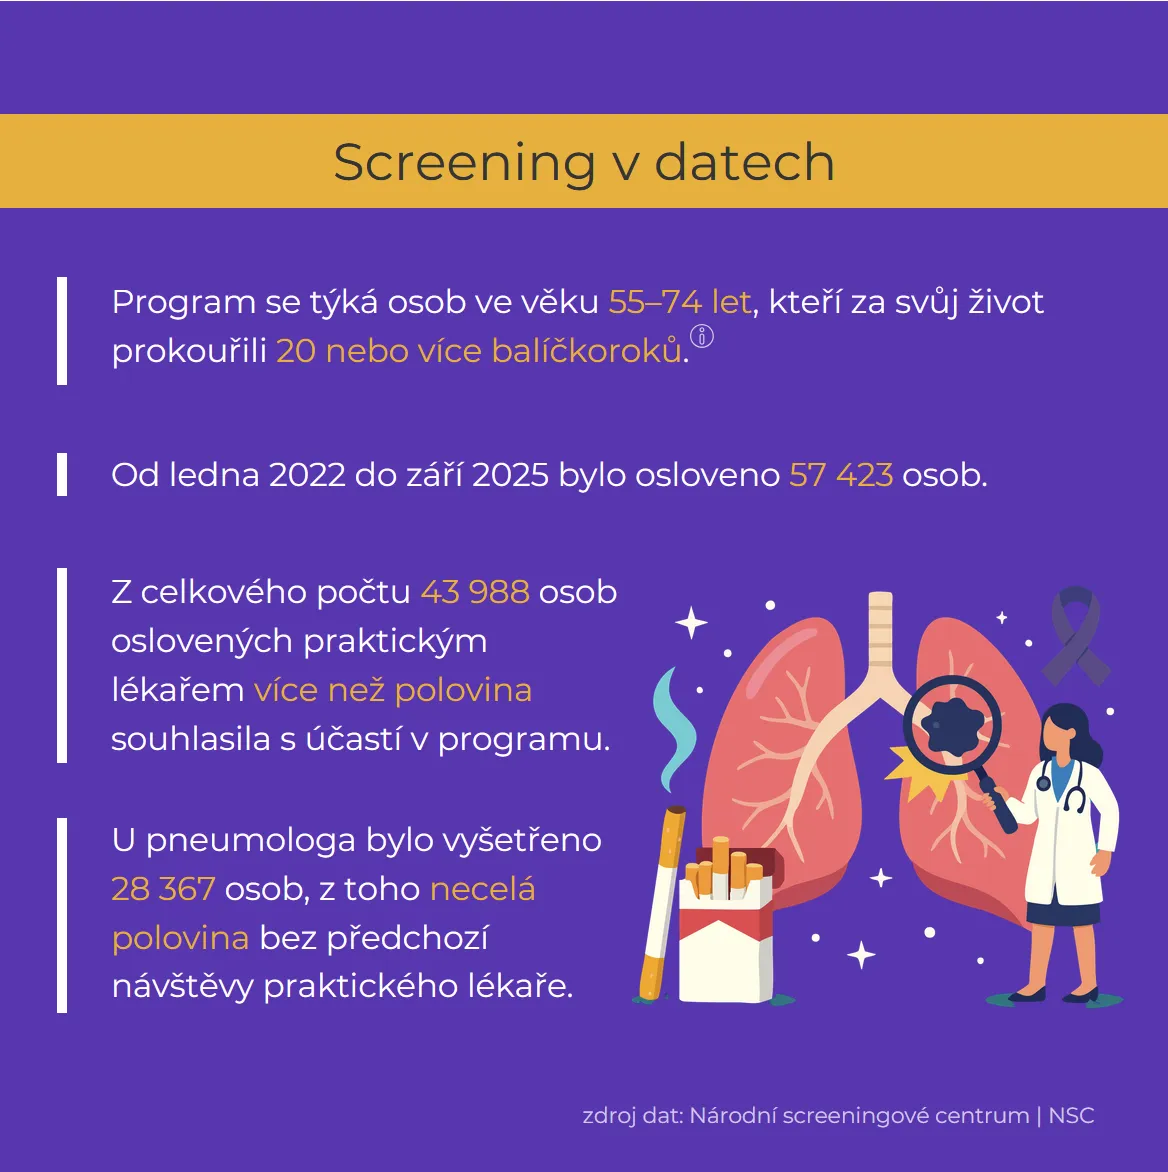 Screening v datech
Program se týká osob ve věku 55–74 let, kteří za svůj život
prokouřili 20 nebo více balíčkoroků.ⓘ
Od ledna 2022 do září 2025 bylo osloveno 57 423 osob.
Z celkového počtu 43 988 osob
oslovených praktickým
lékařem více než polovina
souhlasila s účastí v programu.
U pneumologa bylo vyšetřeno
28 367 osob, z toho necelá
polovina bez předchozí
návštěvy praktického lékaře.
zdroj dat: Národní screeningové centrum | NSC